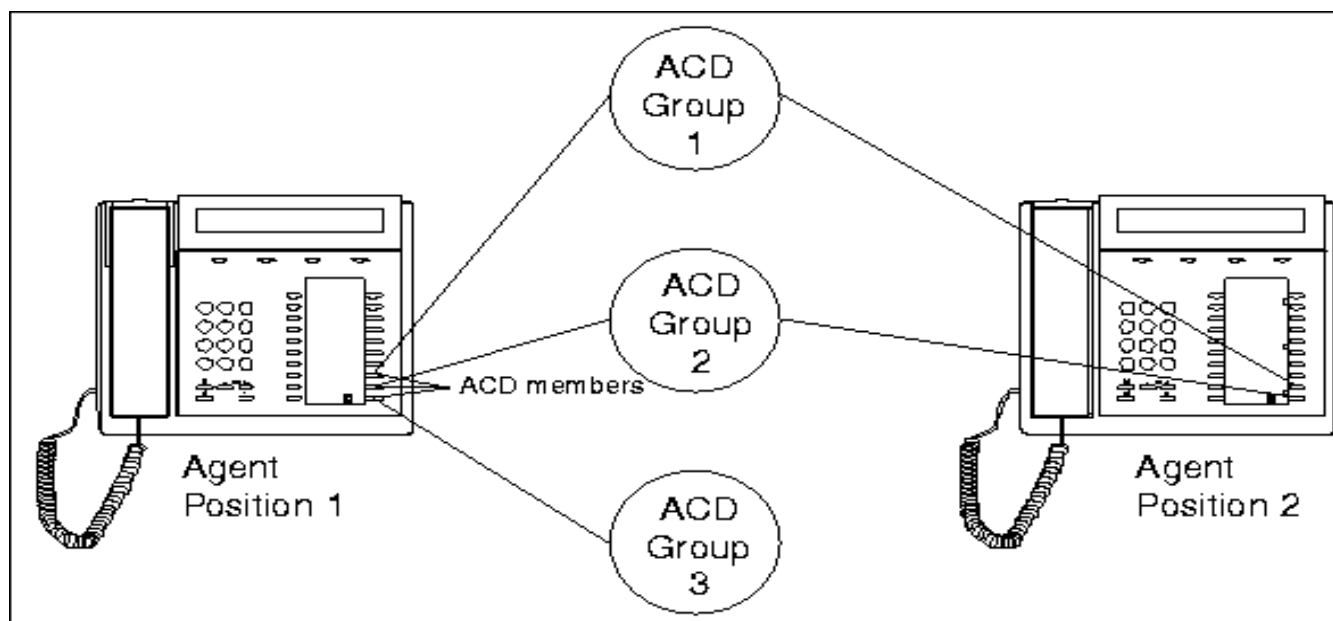 ACD
Group
1
ACD
Group
2
ACD members
Agent
Position 1
Agent
Position 2
ACD
Group
3